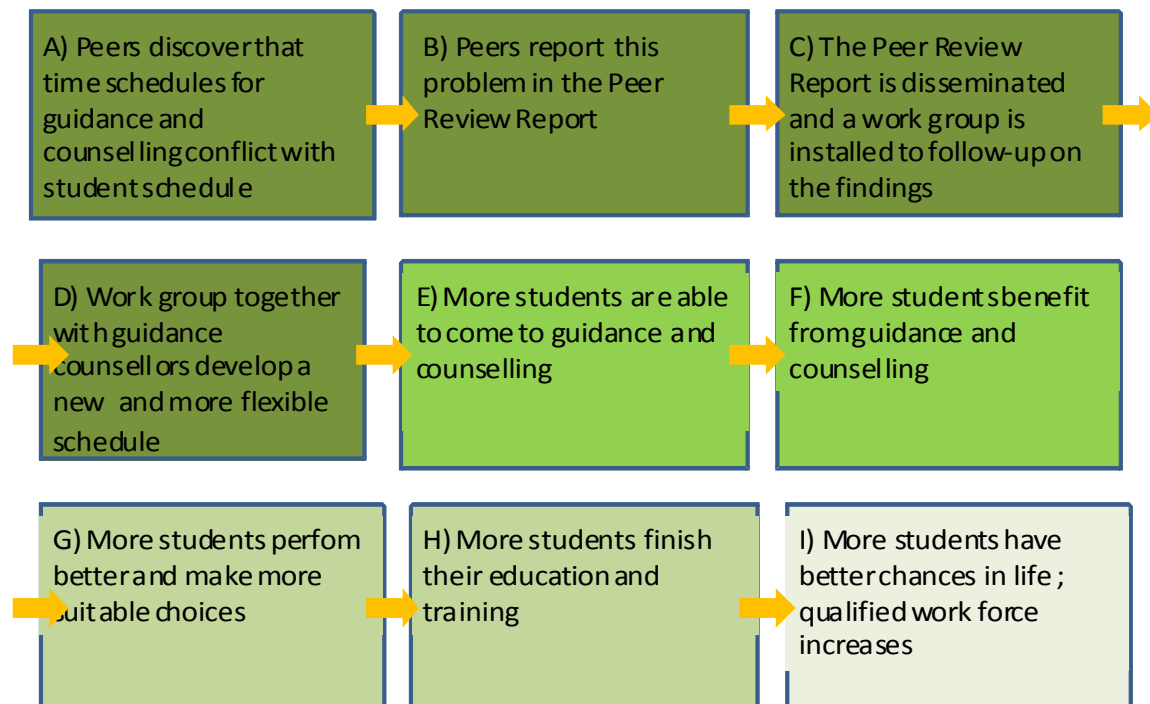 A) Peers discover that
time schedules for
guidance and
counselling conflict with
student schedule
B) Peers report this
problem in the Peer
Review Report
C) The Peer Review
Report is disseminated
and a work group is
installed to follow-up on
the findings
D) Work group together
with guidance
counsellors develop a
new and more flexible
schedule
E) More students are able
to come to guidance and
counselling
F) More students benefit
from guidance and
counselling
G) More students perfom
better and make more
suitable choices
H) More students finish
their education and
training
I) More students have
better chances in life ;
qualified work force
increases